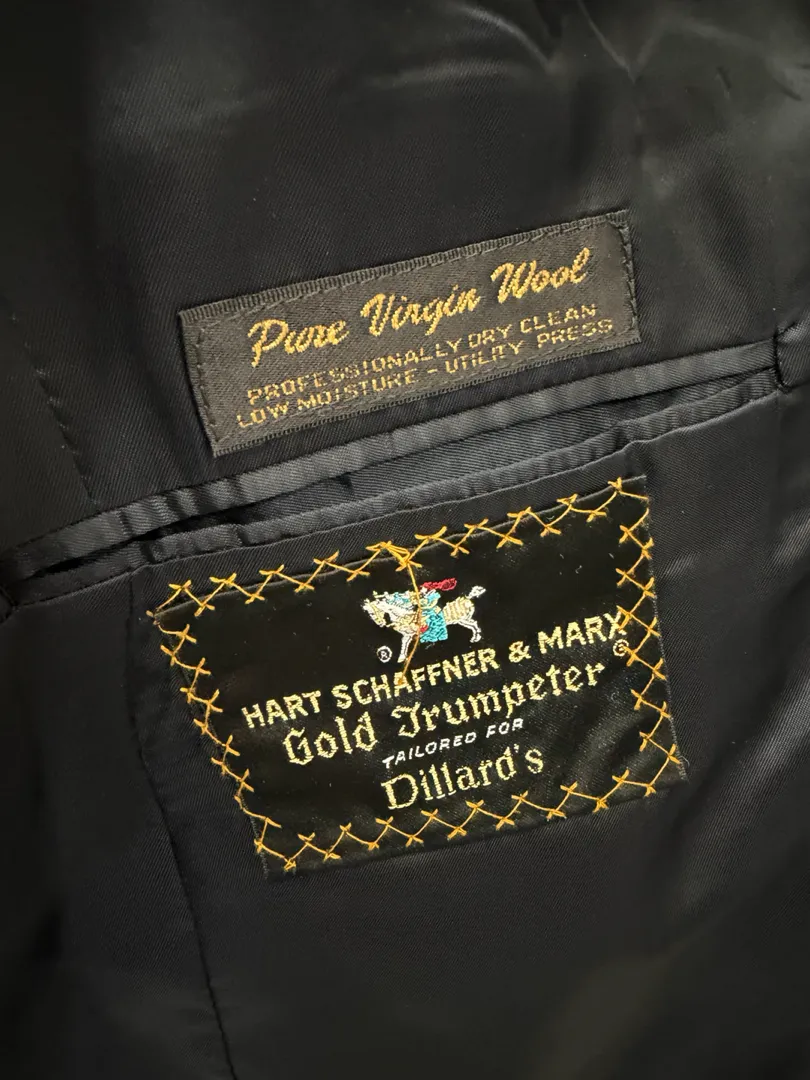 Pure Virgin Wool
PROFESSIONALLY DRY CLEAN
LOW MOISTURE - UTILITY PRESS
®
HART SCHAFFNER & MARX
®
Gold Trumpeter
TAILORED FOR
Dillard's